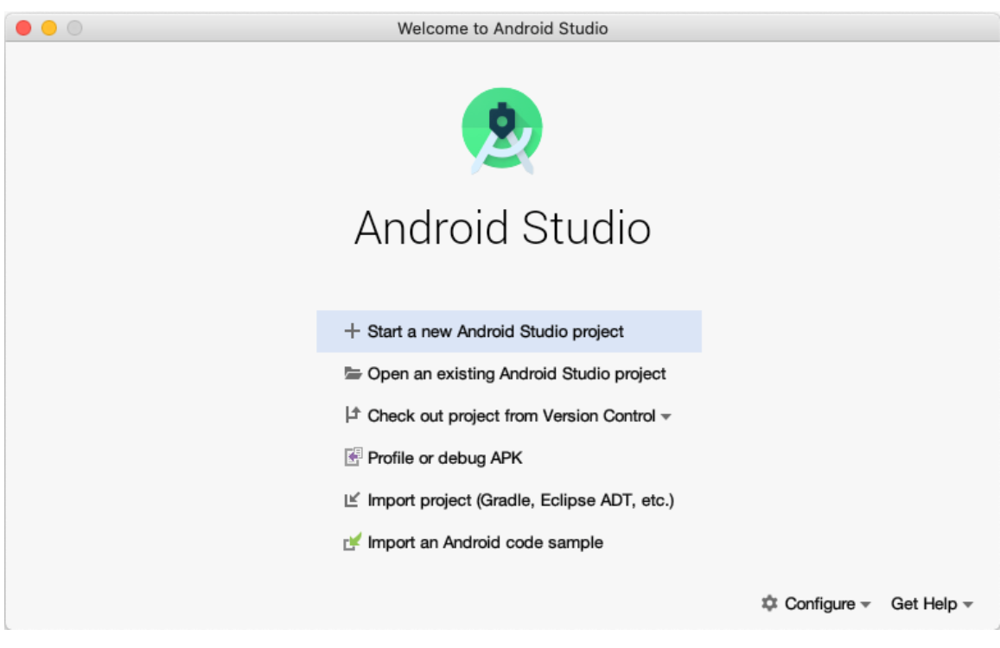 Welcome to Android Studio
Android Studio
Start a new Android Studio project
Open an existing Android Studio project
Check out project from Version Control
Profile or debug APK
Import project (Gradle, Eclipse ADT, etc.)
Import an Android code sample
Configure Get Help